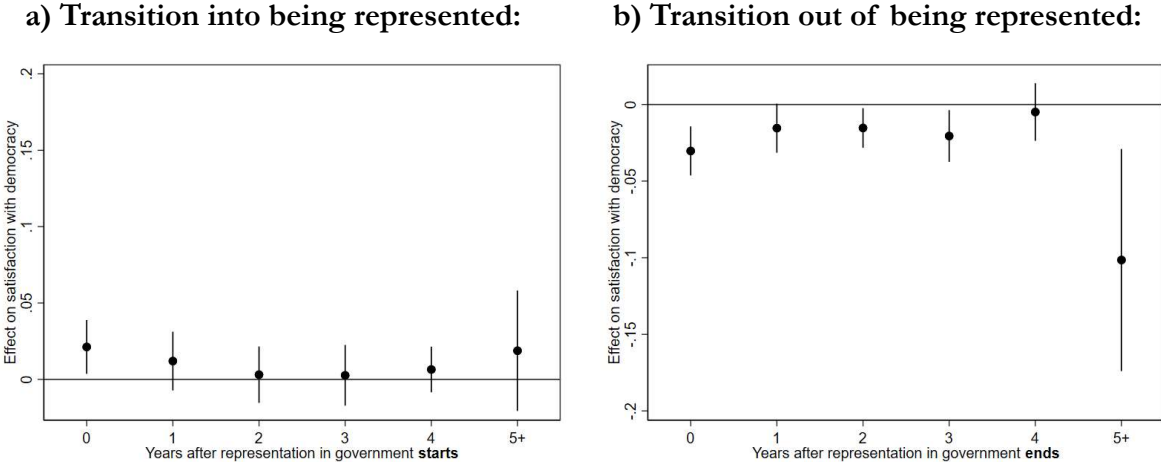 a) Transition into being represented:
Effect on satisfaction with democracy
.2
.15
.1
.05
0
0 1 2 3 4 5+
Years after representation in government starts
b) Transition out of being represented:
Effect on satisfaction with democracy
0
-.05
-.1
-.15
-.2
0 1 2 3 4 5+
Years after representation in government ends